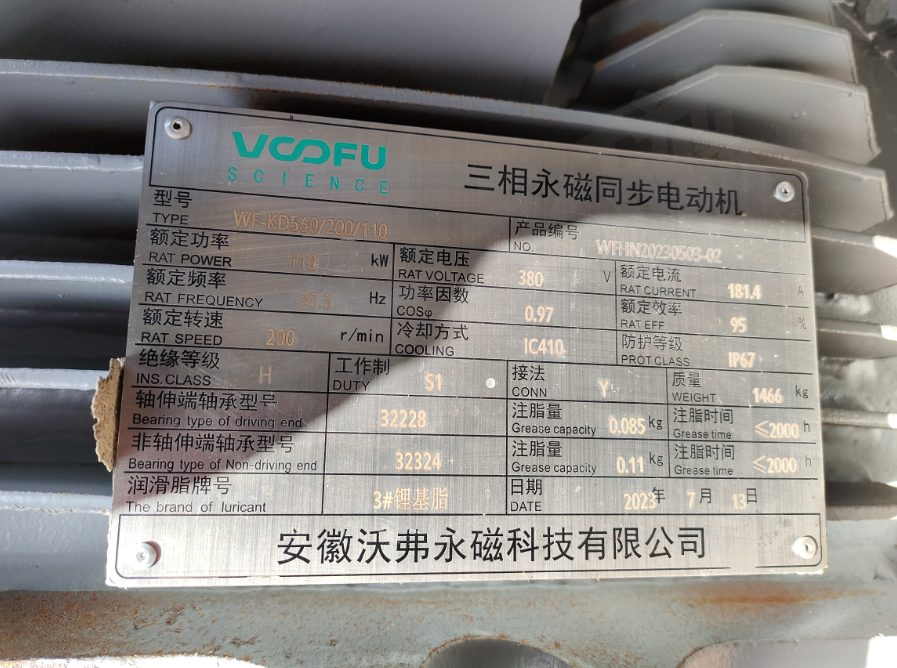 VOOFU
SCIENCE
三相永磁同步电动机
型号 TYPE WF-KD560/200/110 产品编号 NO. WFHN20230503-02
额定功率 RAT POWER 110 kW 额定电压 RAT VOLTAGE 380 V 额定电流 RAT CURRENT 181.4 A
额定频率 RAT FREQUENCY 33.3 Hz 功率因数 COSφ 0.97 额定效率 RAT EFF 95 %
额定转速 RAT SPEED 200 r/min 冷却方式 COOLING IC410 防护等级 PROT CLASS IP67
绝缘等级 INS.CLASS H 工作制 DUTY S1 接法 CONN Y 质量 WEIGHT 1466 kg
轴伸端轴承型号 Bearing type of driving end 32228 注脂量 Grease capacity 0.085 kg 注脂时间 Grease time ≤2000 h
非轴伸端轴承型号 Bearing type of Non-driving end 32324 注脂量 Grease capacity 0.11 kg 注脂时间 Grease time ≤2000 h
润滑脂牌号 The brand of luricant 3#锂基脂 日期 DATE 2023年 7月 13日
安徽沃弗永磁科技有限公司